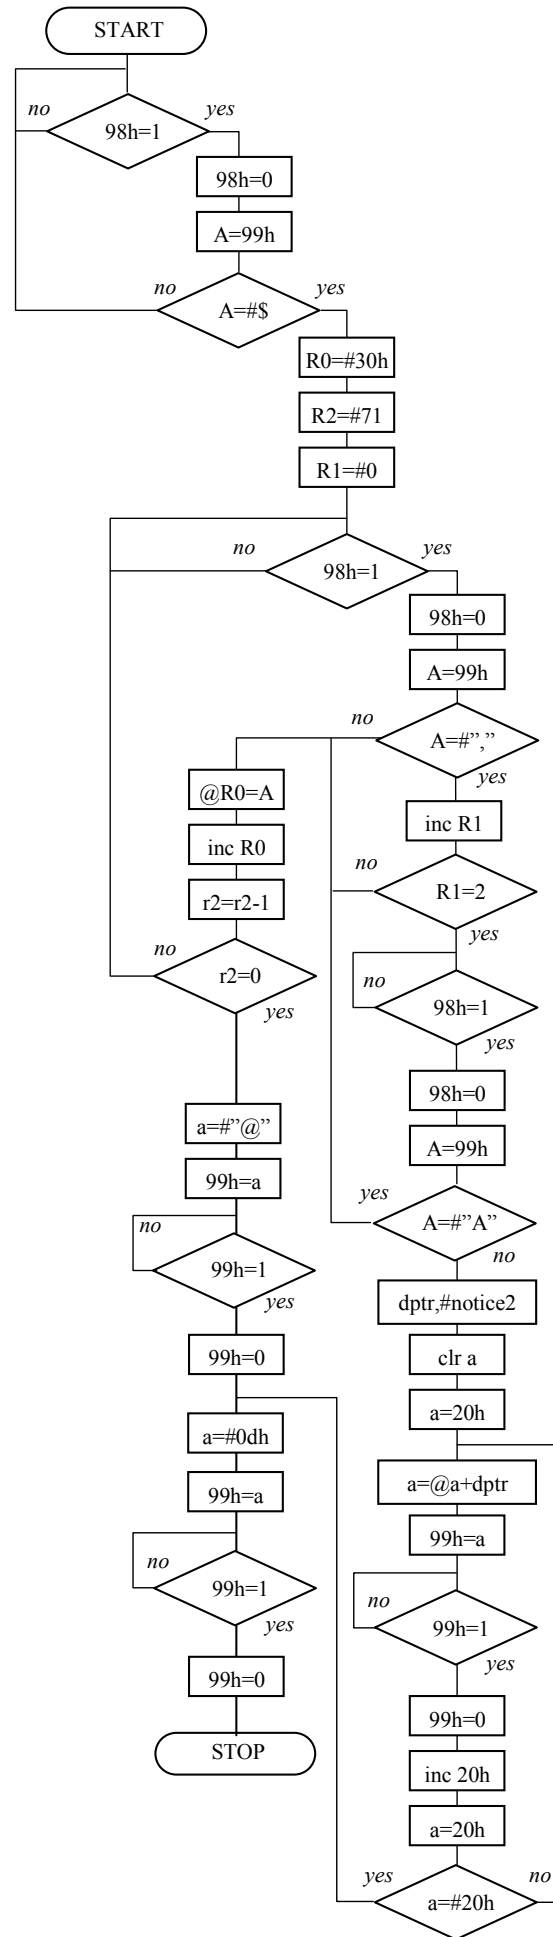 START
no
yes
98h=1
98h=0
A=99h
no
yes
A=#$
R0=#30h
R2=#71
R1=#0
no
yes
98h=1
98h=0
A=99h
no
A=#”,”
yes
@R0=A
inc R1
inc R0
no
R1=2
r2=r2-1
yes
no
r2=0
yes
no
98h=1
yes
98h=0
a=#”@”
A=99h
99h=a
yes
A=#”A”
no
no
99h=1
yes
dptr,#notice2
99h=0
clr a
a=20h
a=#0dh
a=@a+dptr
99h=a
99h=a
no
99h=1
yes
no
99h=1
yes
99h=0
99h=0
STOP
inc 20h
a=20h
yes
no
a=#20h